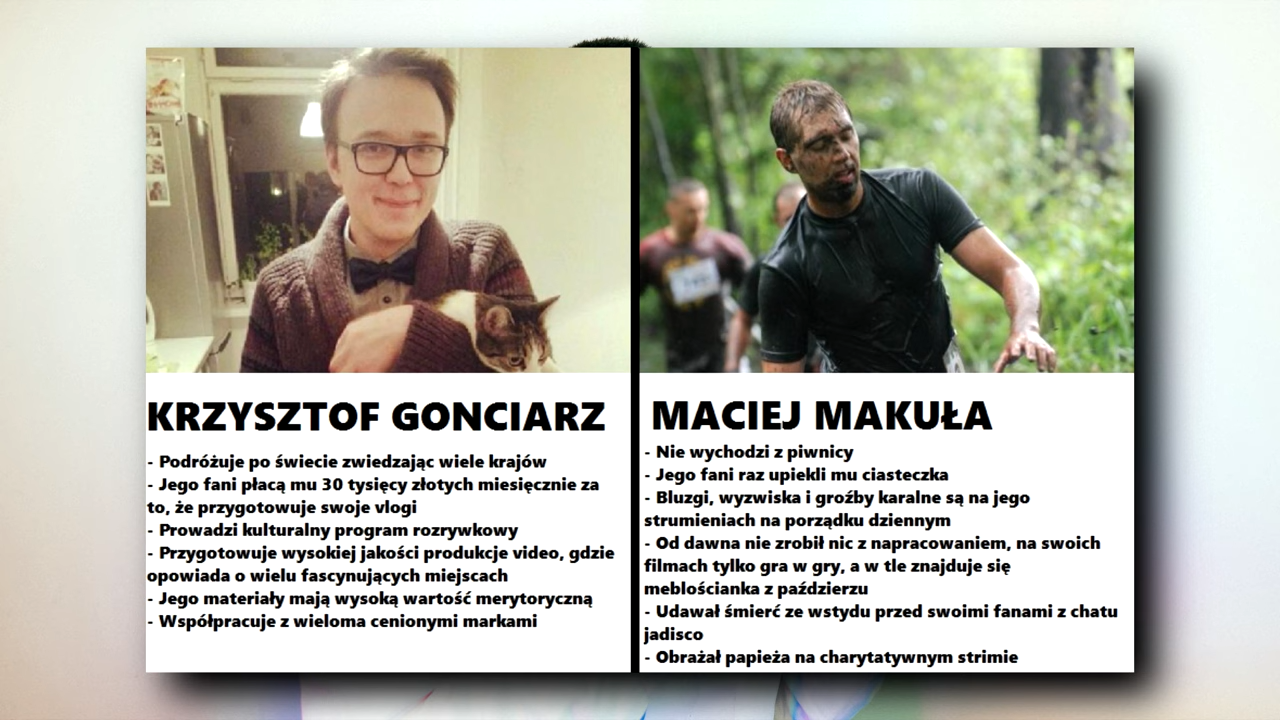 KRZYSZTOF GONCIARZ
- Podróżuje po świecie zwiedzając wiele krajów
- Jego fani płacą mu 30 tysięcy złotych miesięcznie za
to, że przygotowuje swoje vlogi
- Prowadzi kulturalny program rozrywkowy
- Przygotowuje wysokiej jakości produkcje video, gdzie
opowiada o wielu fascynujących miejscach
- Jego materiały mają wysoką wartość merytoryczną
- Współpracuje z wieloma cenionymi markami
MACIEJ MAKUŁA
- Nie wychodzi z piwnicy
- Jego fani raz upiekli mu ciasteczka
- Bluzgi, wyzwiska i groźby karalne są na jego
strumieniach na porządku dziennym
- Od dawna nie zrobił nic z napracowaniem, na swoich
filmach tylko gra w gry, a w tle znajduje się
meblościanka z paździerzu
- Udawał śmierć ze wstydu przed swoimi fanami z chatu
jadisco
- Obrażał papieża na charytatywnym strimie